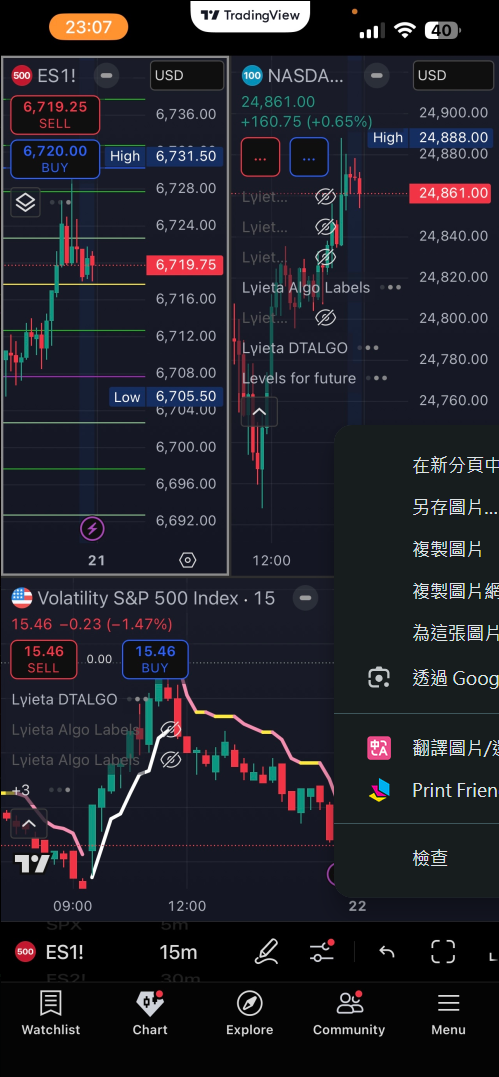 23:07
TradingView
40
500 ES1!
USD
6,719.25
SELL
6,720.00
BUY
High 6,731.50
6,736.00
6,728.00
6,724.00
6,719.75
6,716.00
6,712.00
6,708.00
Low 6,705.50
6,704.00
6,700.00
6,696.00
6,692.00
21
100 NASDA...
USD
24,861.00
+160.75 (+0.65%)
...
...
High 24,888.00
24,900.00
24,880.00
24,861.00
24,840.00
24,820.00
24,800.00
24,780.00
24,760.00
Lyiet...
Lyiet...
Lyiet...
Lyieta Algo Labels
Lyiet...
Lyieta DTALGO
Levels for future
12:00
Volatility S&P 500 Index · 15
15.46 −0.23 (−1.47%)
15.46
SELL
0.00
15.46
BUY
Lyieta DTALGO
Lyieta Algo Labels
Lyieta Algo Labels
+3
09:00
12:00
22
在新分頁中
另存圖片...
複製圖片
複製圖片網
為這張圖片
透過 Goog
翻譯圖片/
Print Frien
檢查
SPX 5m
500 ES1! 15m
ES2! 30m
Watchlist
Chart
Explore
Community
Menu